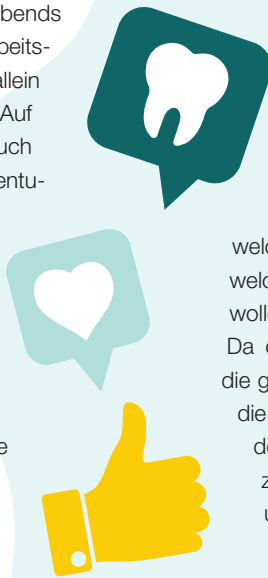 bends
beits-
allein
Auf
uch
entu-
e
welc
welc
wolle
Da
die g
die
de
z
u